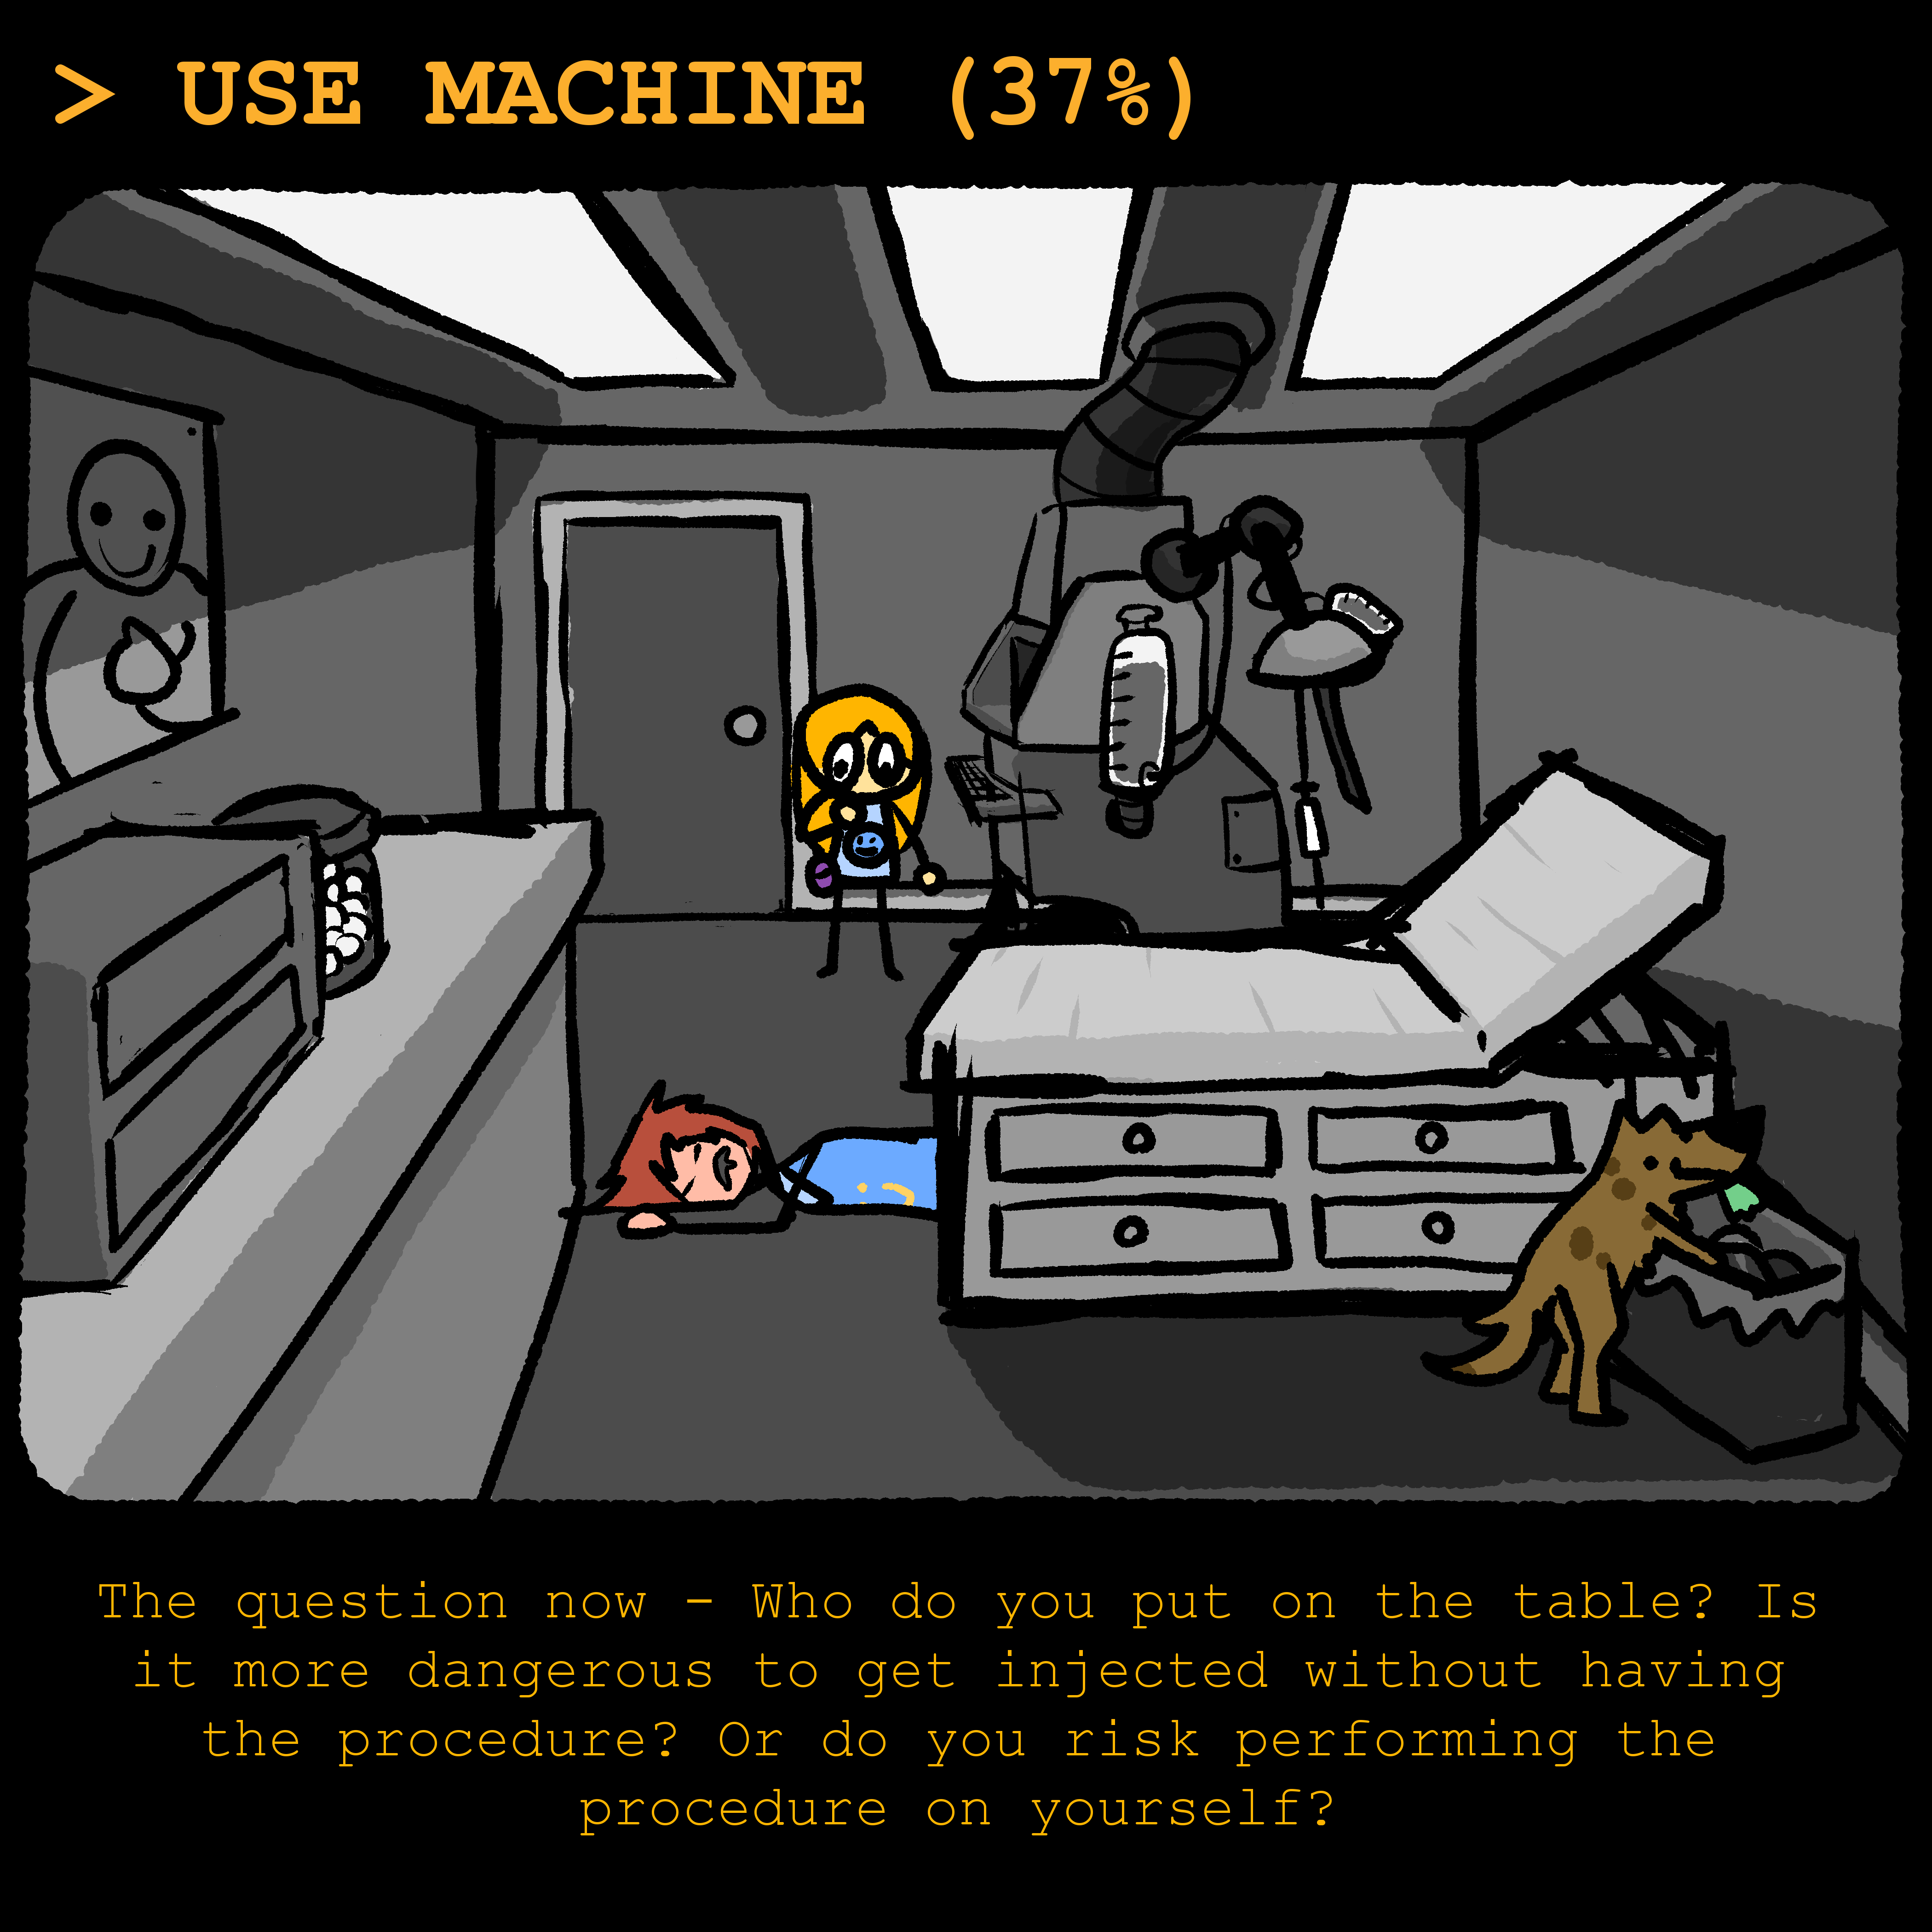 > USE MACHINE (37%)
The question now - Who do you put on the table? Is
it more dangerous to get injected without having
the procedure? Or do you risk performing the
procedure on yourself?